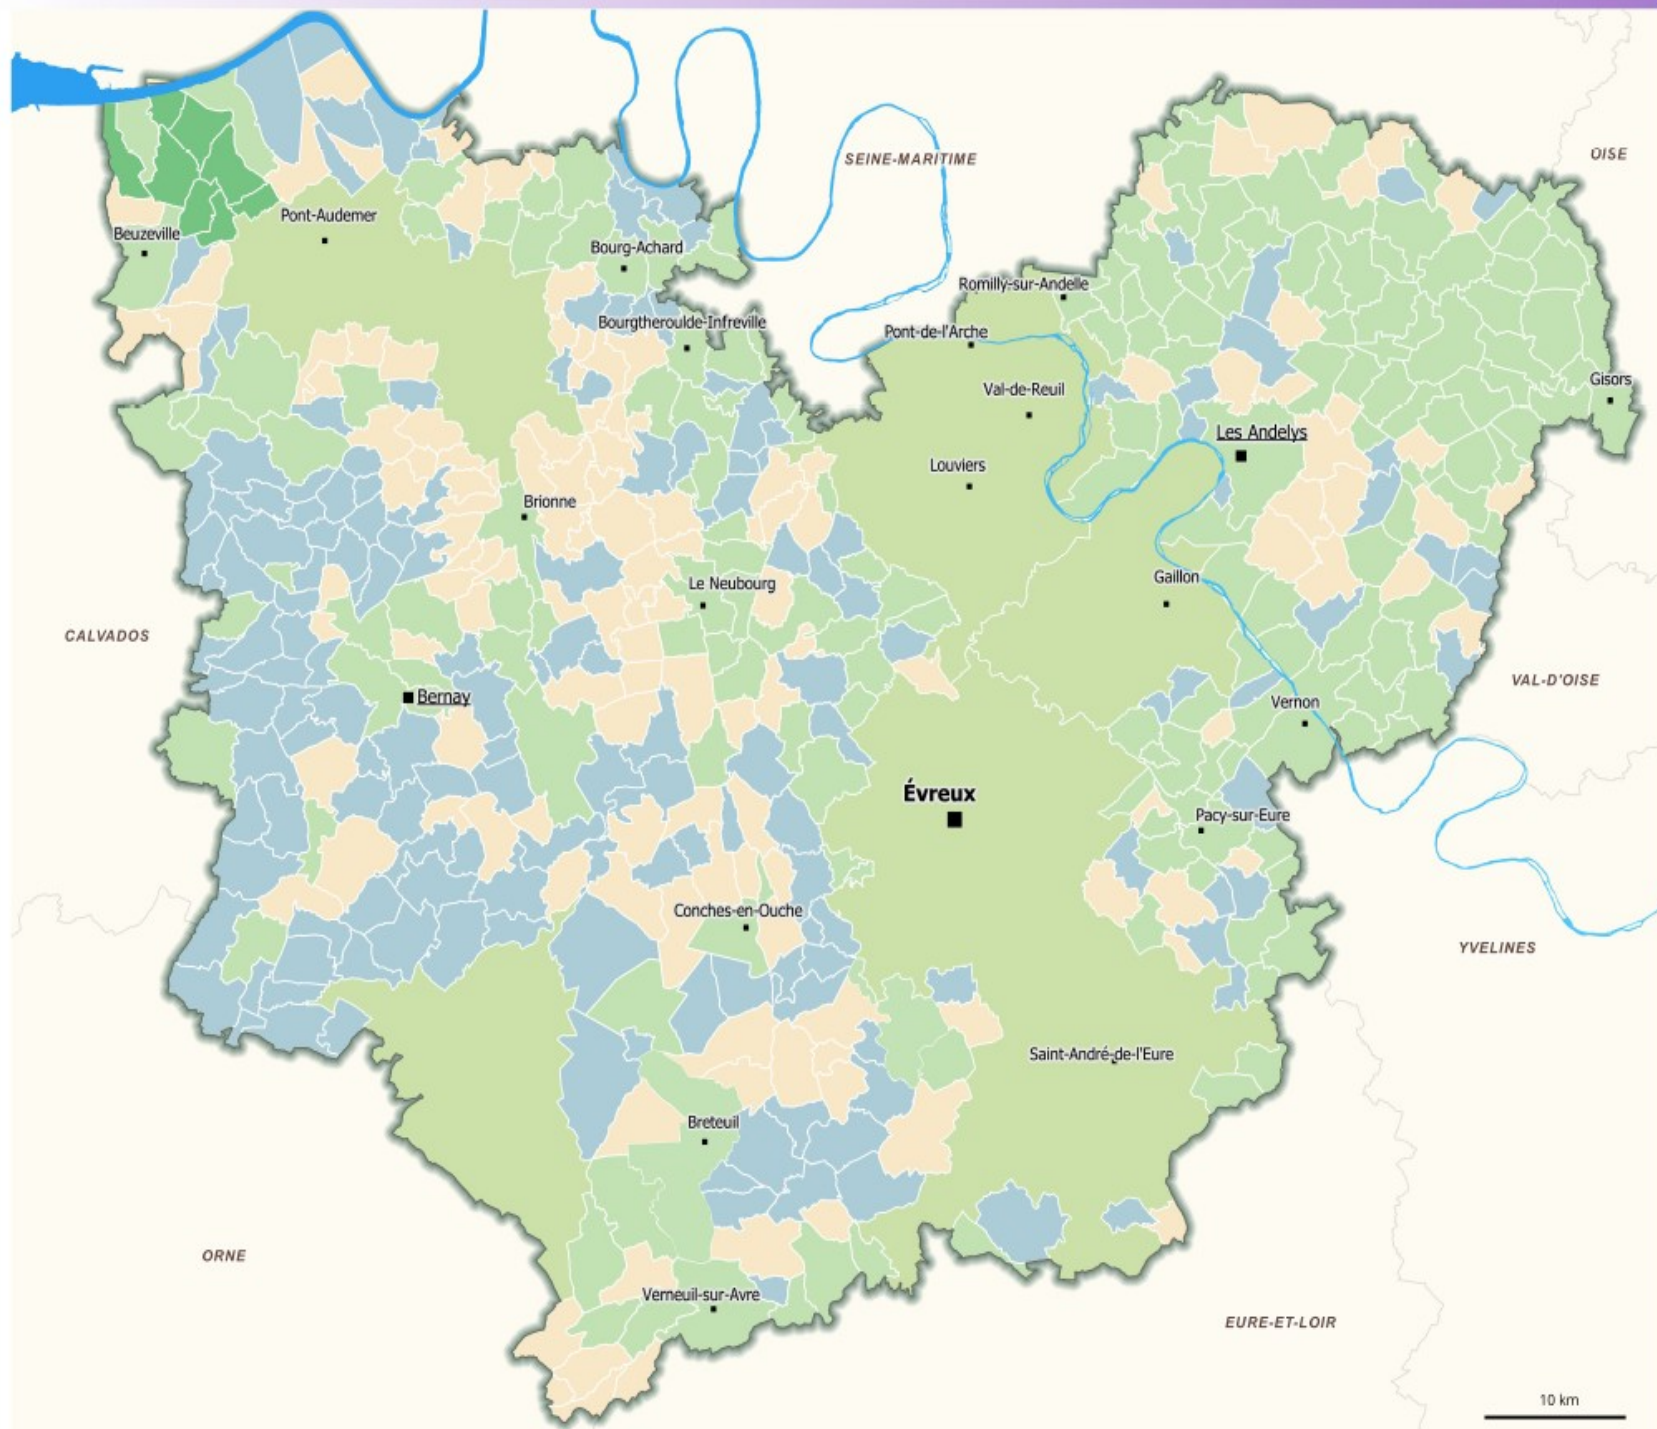 SEINE-MARITIME
OISE
Pont-Audemer
Beuzeville
Bourg-Achard
Romilly-sur-Andelle
Bourgtheroulde-Infreville
Pont-de-l'Arche
Gisors
Val-de-Reuil
Les Andelys
Louviers
Brionne
Gaillon
Le Neubourg
CALVADOS
VAL-D'OISE
Bernay
Vernon
Évreux
Pacy-sur-Eure
Conches-en-Ouche
YVELINES
Saint-André-de-l'Eure
Breteuil
ORNE
Verneuil-sur-Avre
EURE-ET-LOIR
10 km